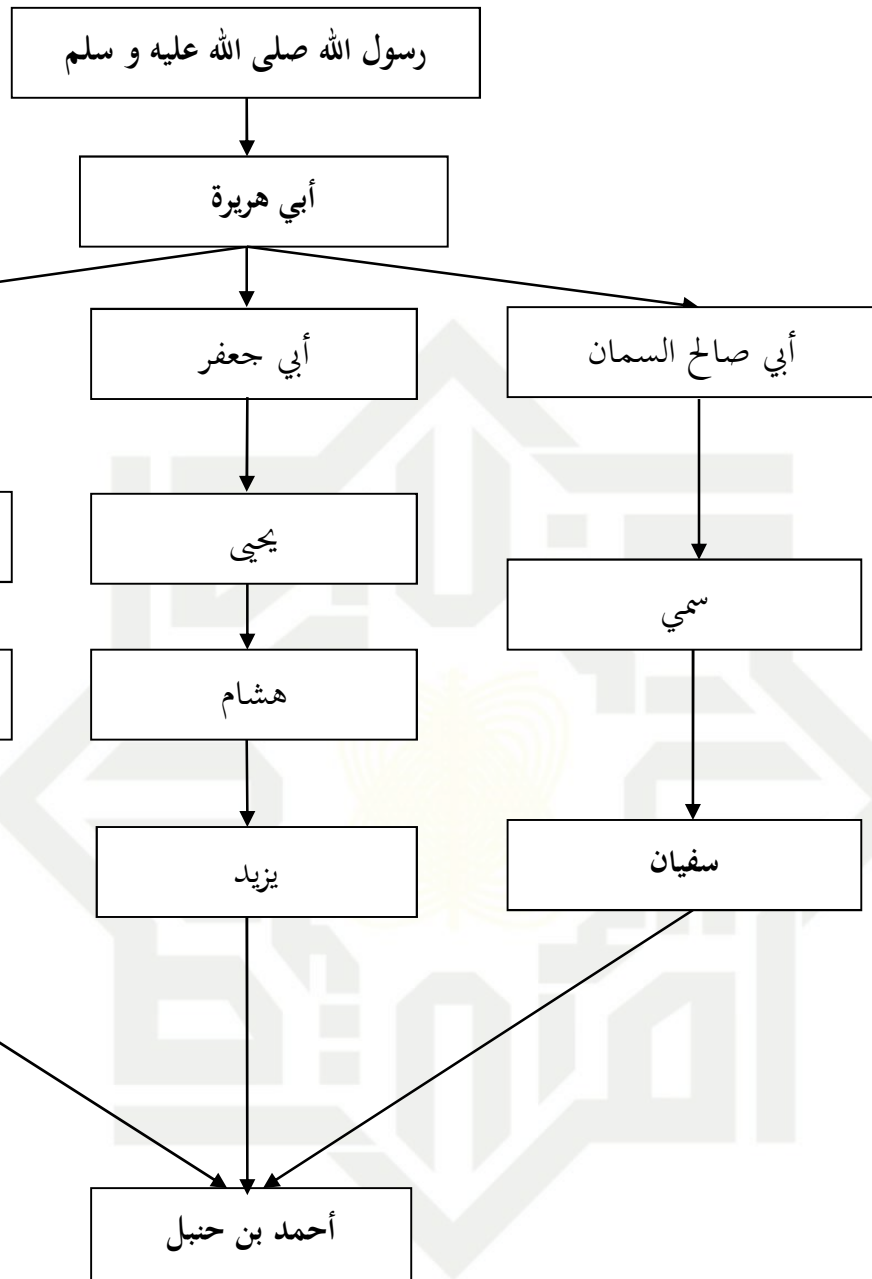 رسول الله صلى الله عليه و سلم
أبي هريرة
أبي صالح السمان
أبي جعفر
يحيى
سمي
هشام
سفيان
يزيد
أحمد بن حنبل